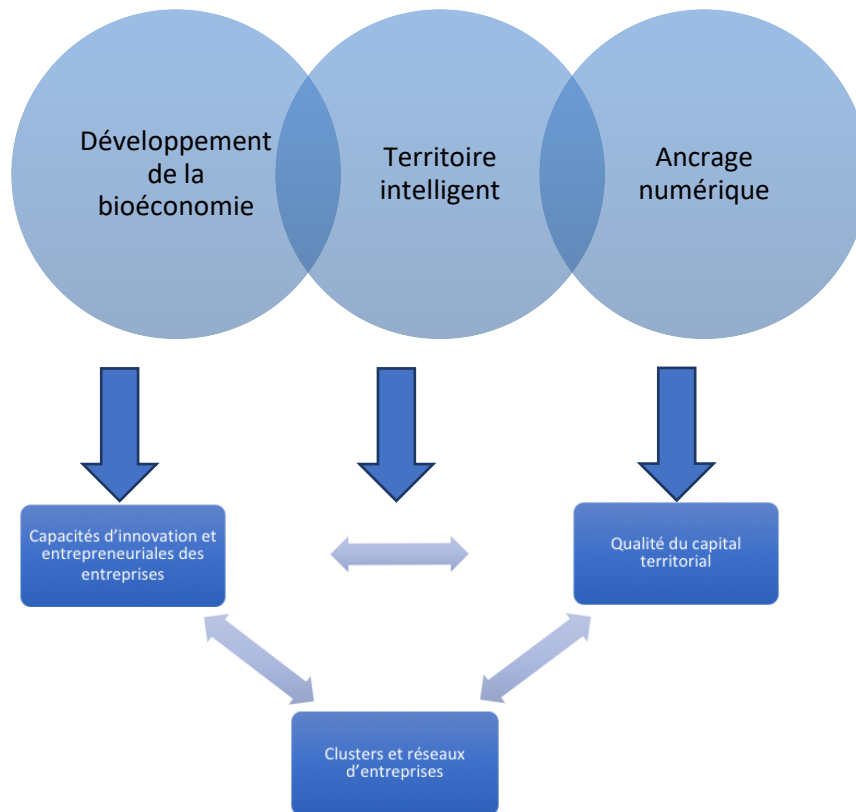 Développement
de la
bioéconomie
Territoire
intelligent
Ancrage
numérique
Capacités d'innovation et
entrepreneuriales des
entreprises
Qualité du capital
territorial
Clusters et réseaux
d'entreprises